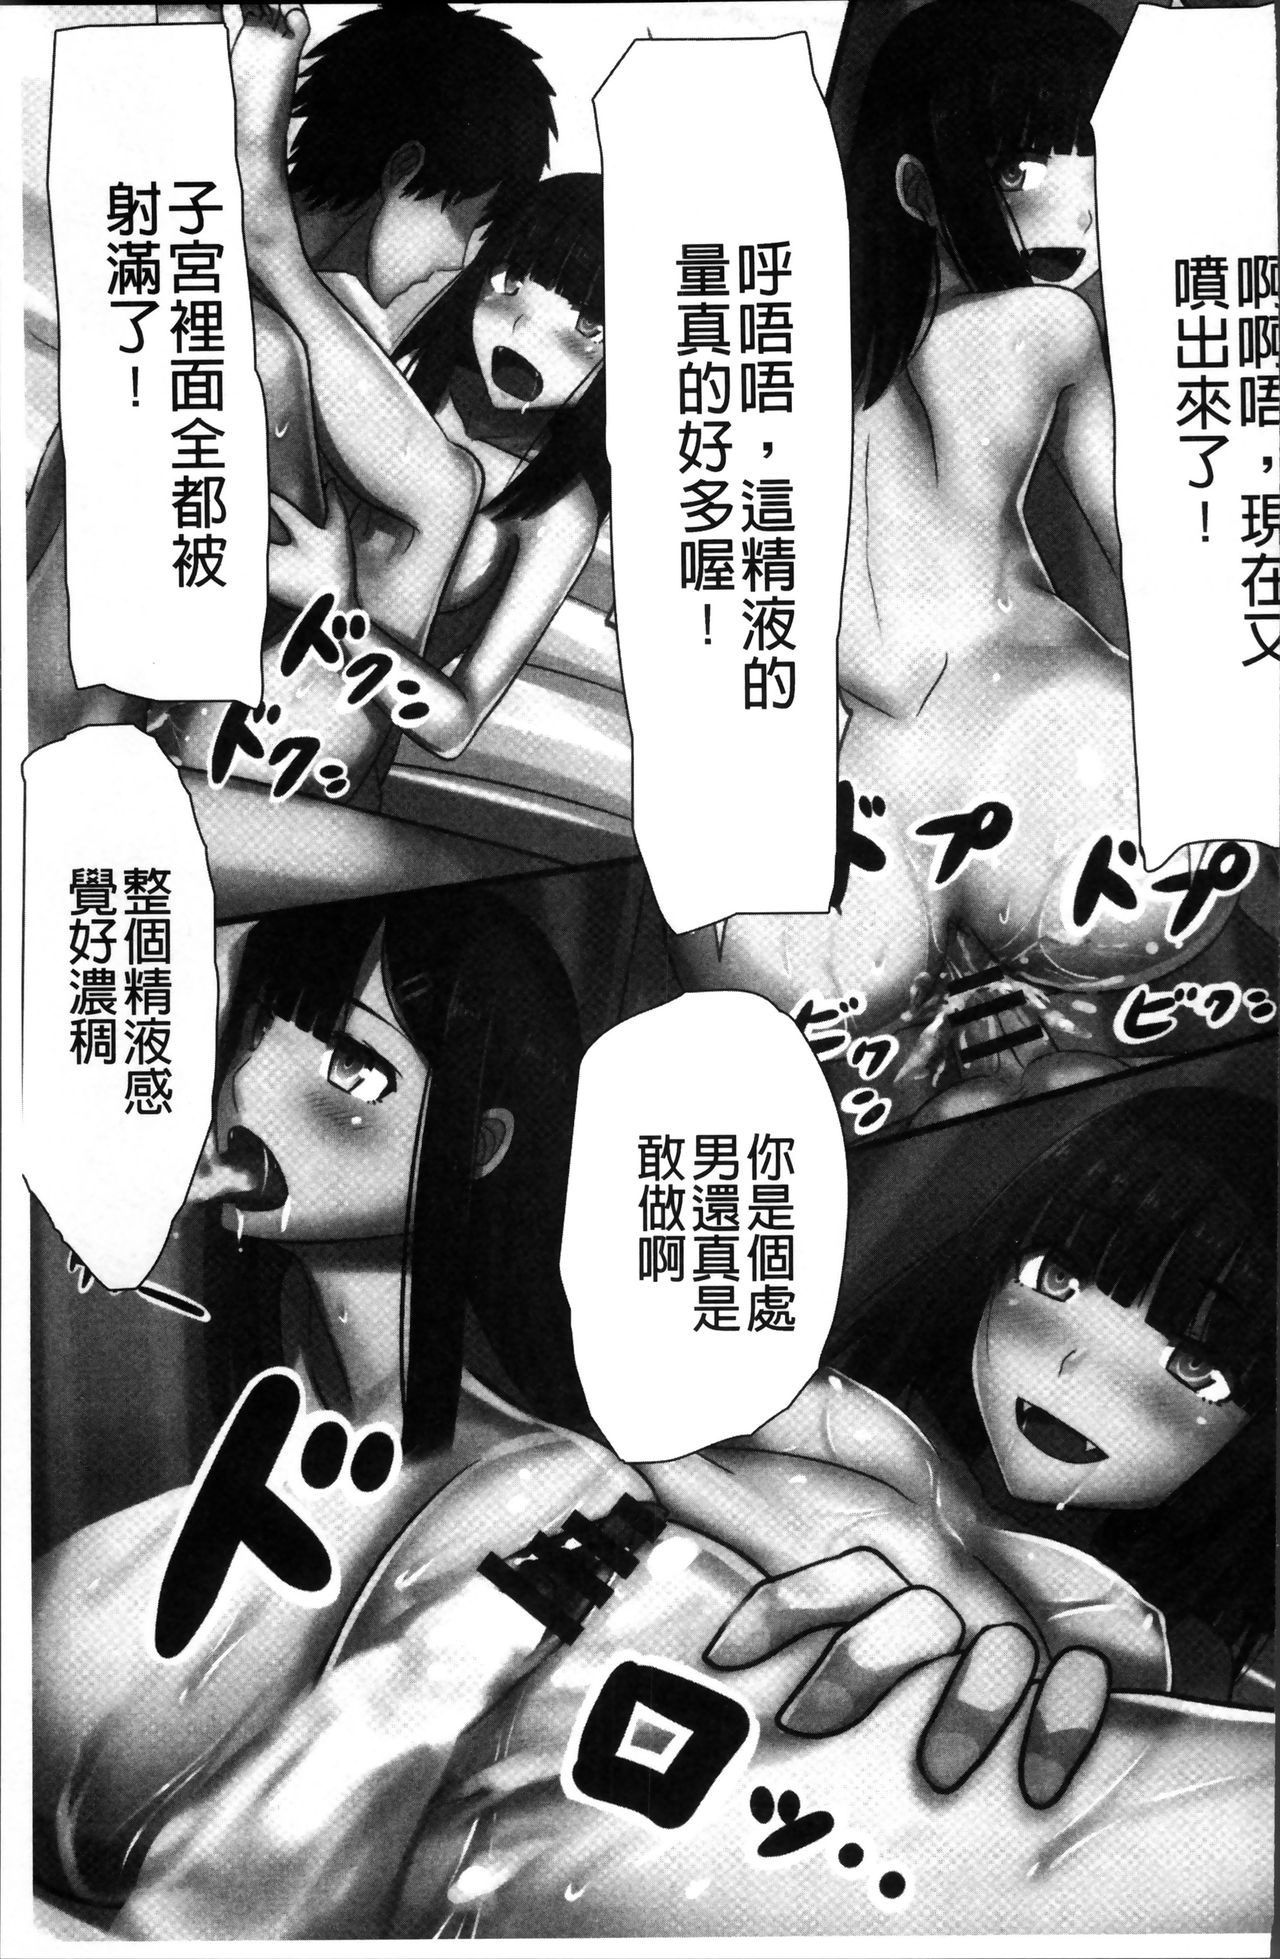 啊啊唔，現在又
噴出來了！
呼唔唔，這精液的
量真的好多喔！
ドプ
ドプ
ビクン
ビクン
子宮裡面全都被
射滿了！
ドクン
ドクッ
你是個處
男還真是
敢做啊
整個精液感
覺好濃稠
ドロッ・・